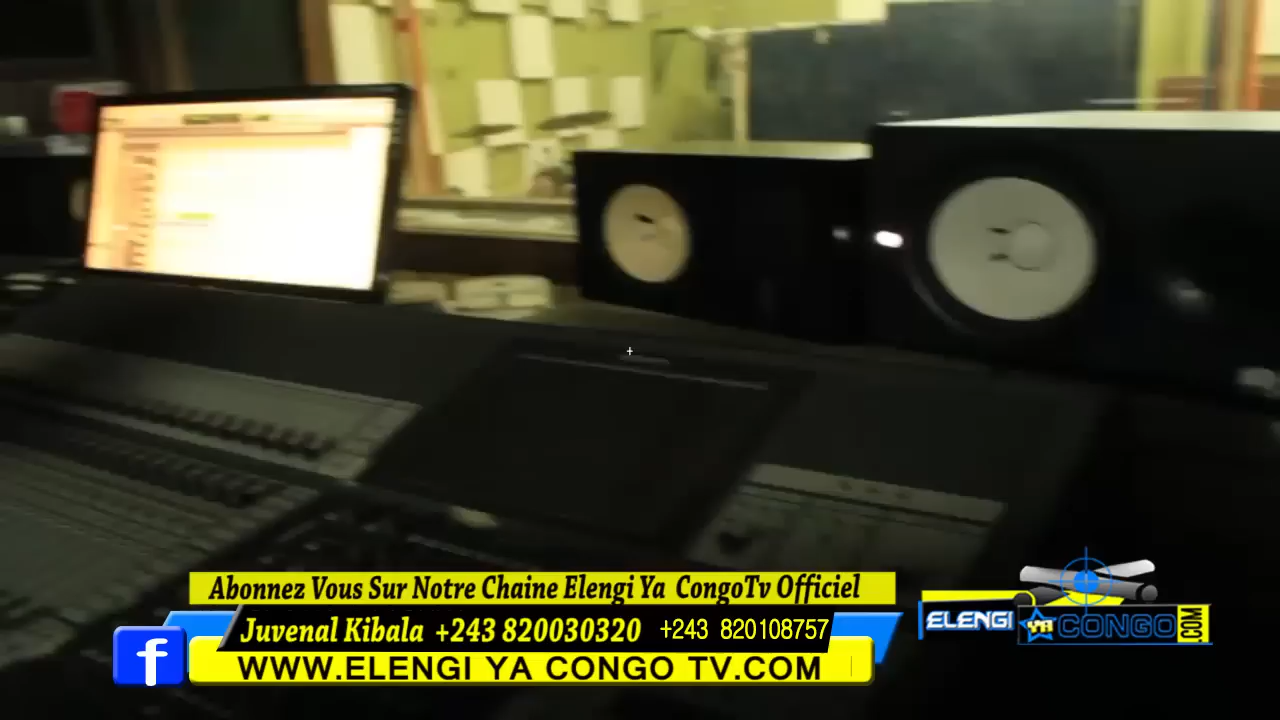 Abonnez Vous Sur Notre Chaine Elengi Ya CongoTv Officiel
Juvenal Kibala +243 820030320 +243 820108757
WWW.ELENGI YA CONGO TV.COM
f
ELENGI YA CONGO .COM